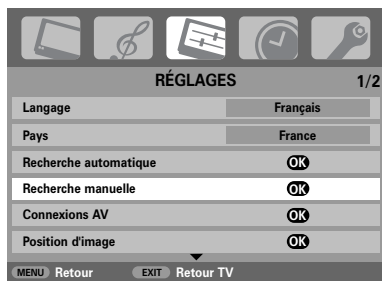 RÉGLAGES 1/2
Langage Français
Pays France
Recherche automatique OK
Recherche manuelle OK
Connexions AV OK
Position d'image OK
MENU Retour EXIT Retour TV